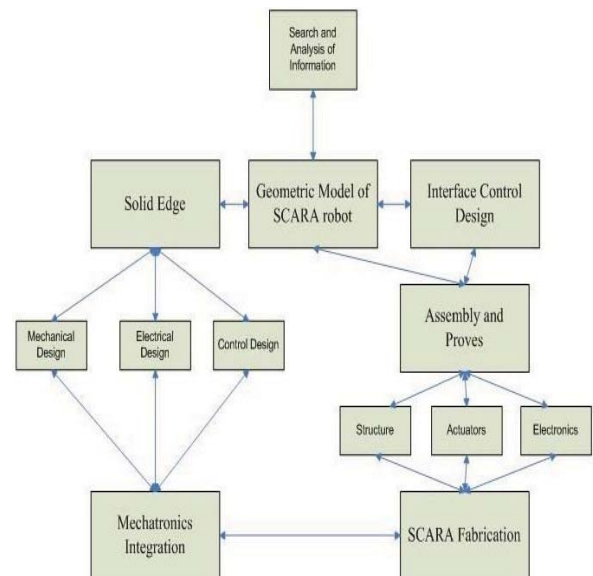 Search and
Analysis of
Information
Solid Edge
Geometric Model of
SCARA robot
Interface Control
Design
Assembly and
Proves
Mechanical
Design
Electrical
Design
Control Design
Structure
Actuators
Electronics
Mechatronics
Integration
SCARA Fabrication